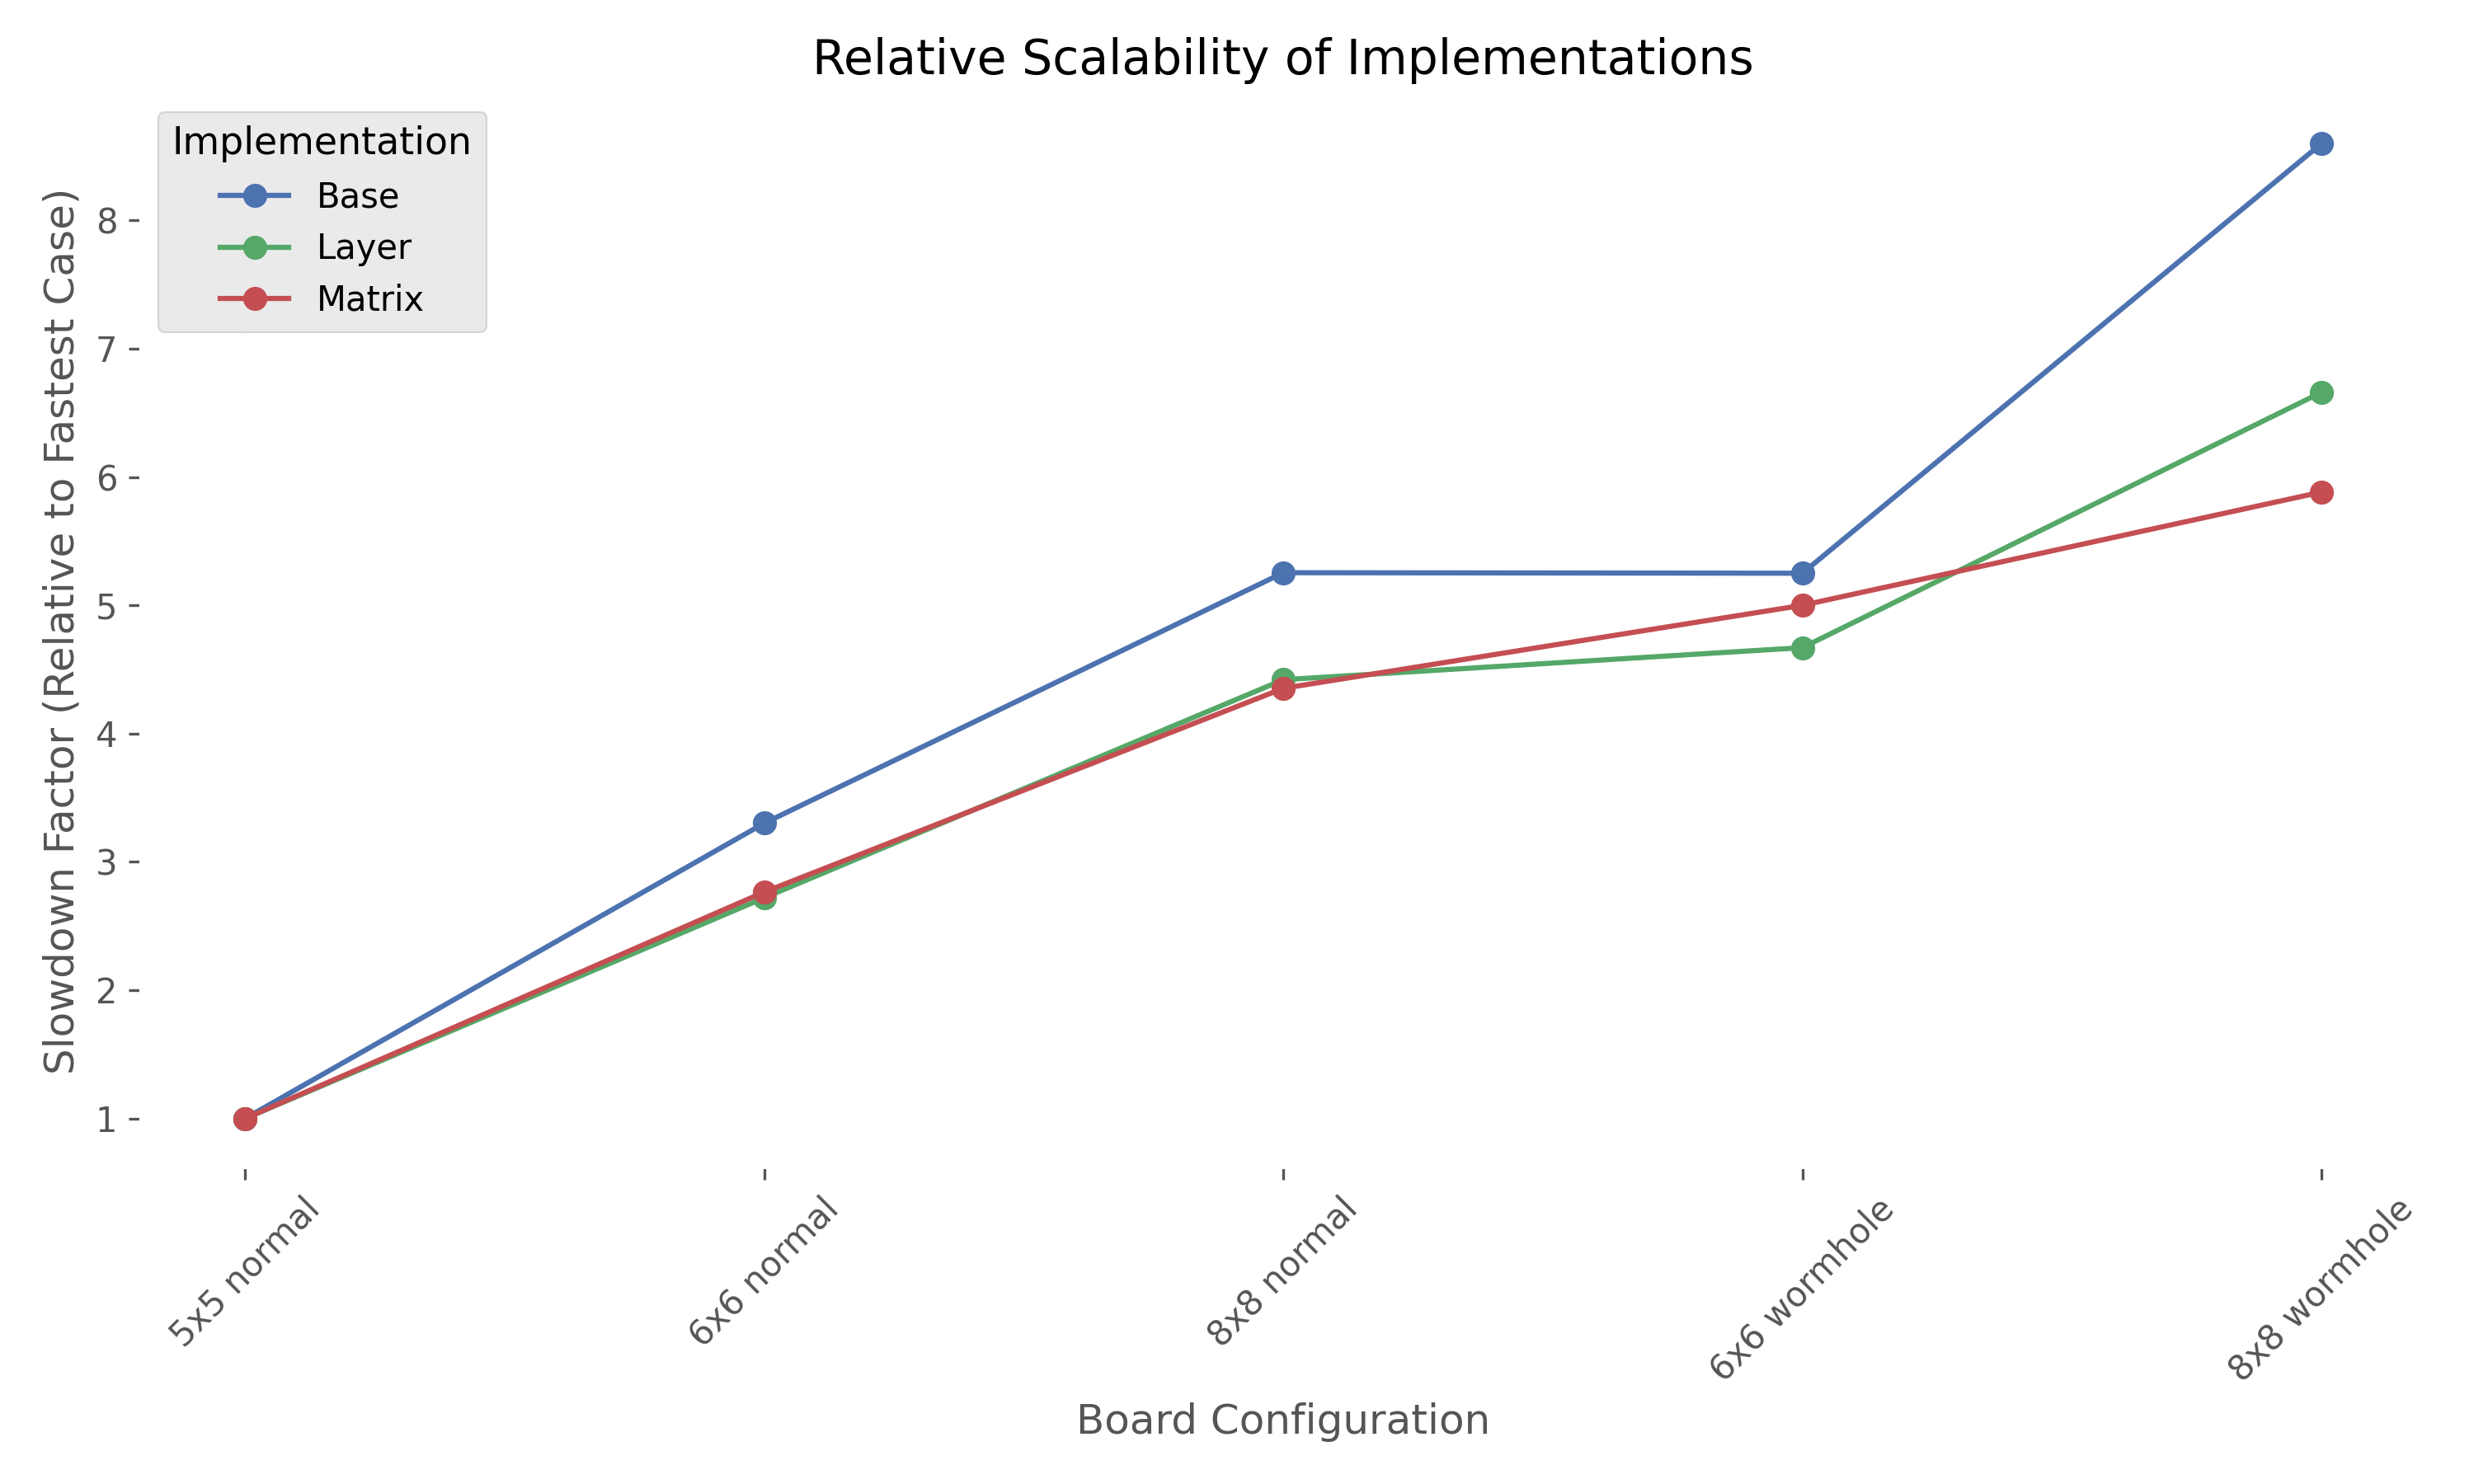 Relative Scalability of Implementations
Implementation
Base
Layer
Matrix
Slowdown Factor (Relative to Fastest Case)
8
7
6
5
4
3
2
1
5x5 normal
6x6 normal
8x8 normal
6x6 wormhole
8x8 wormhole
Board Configuration